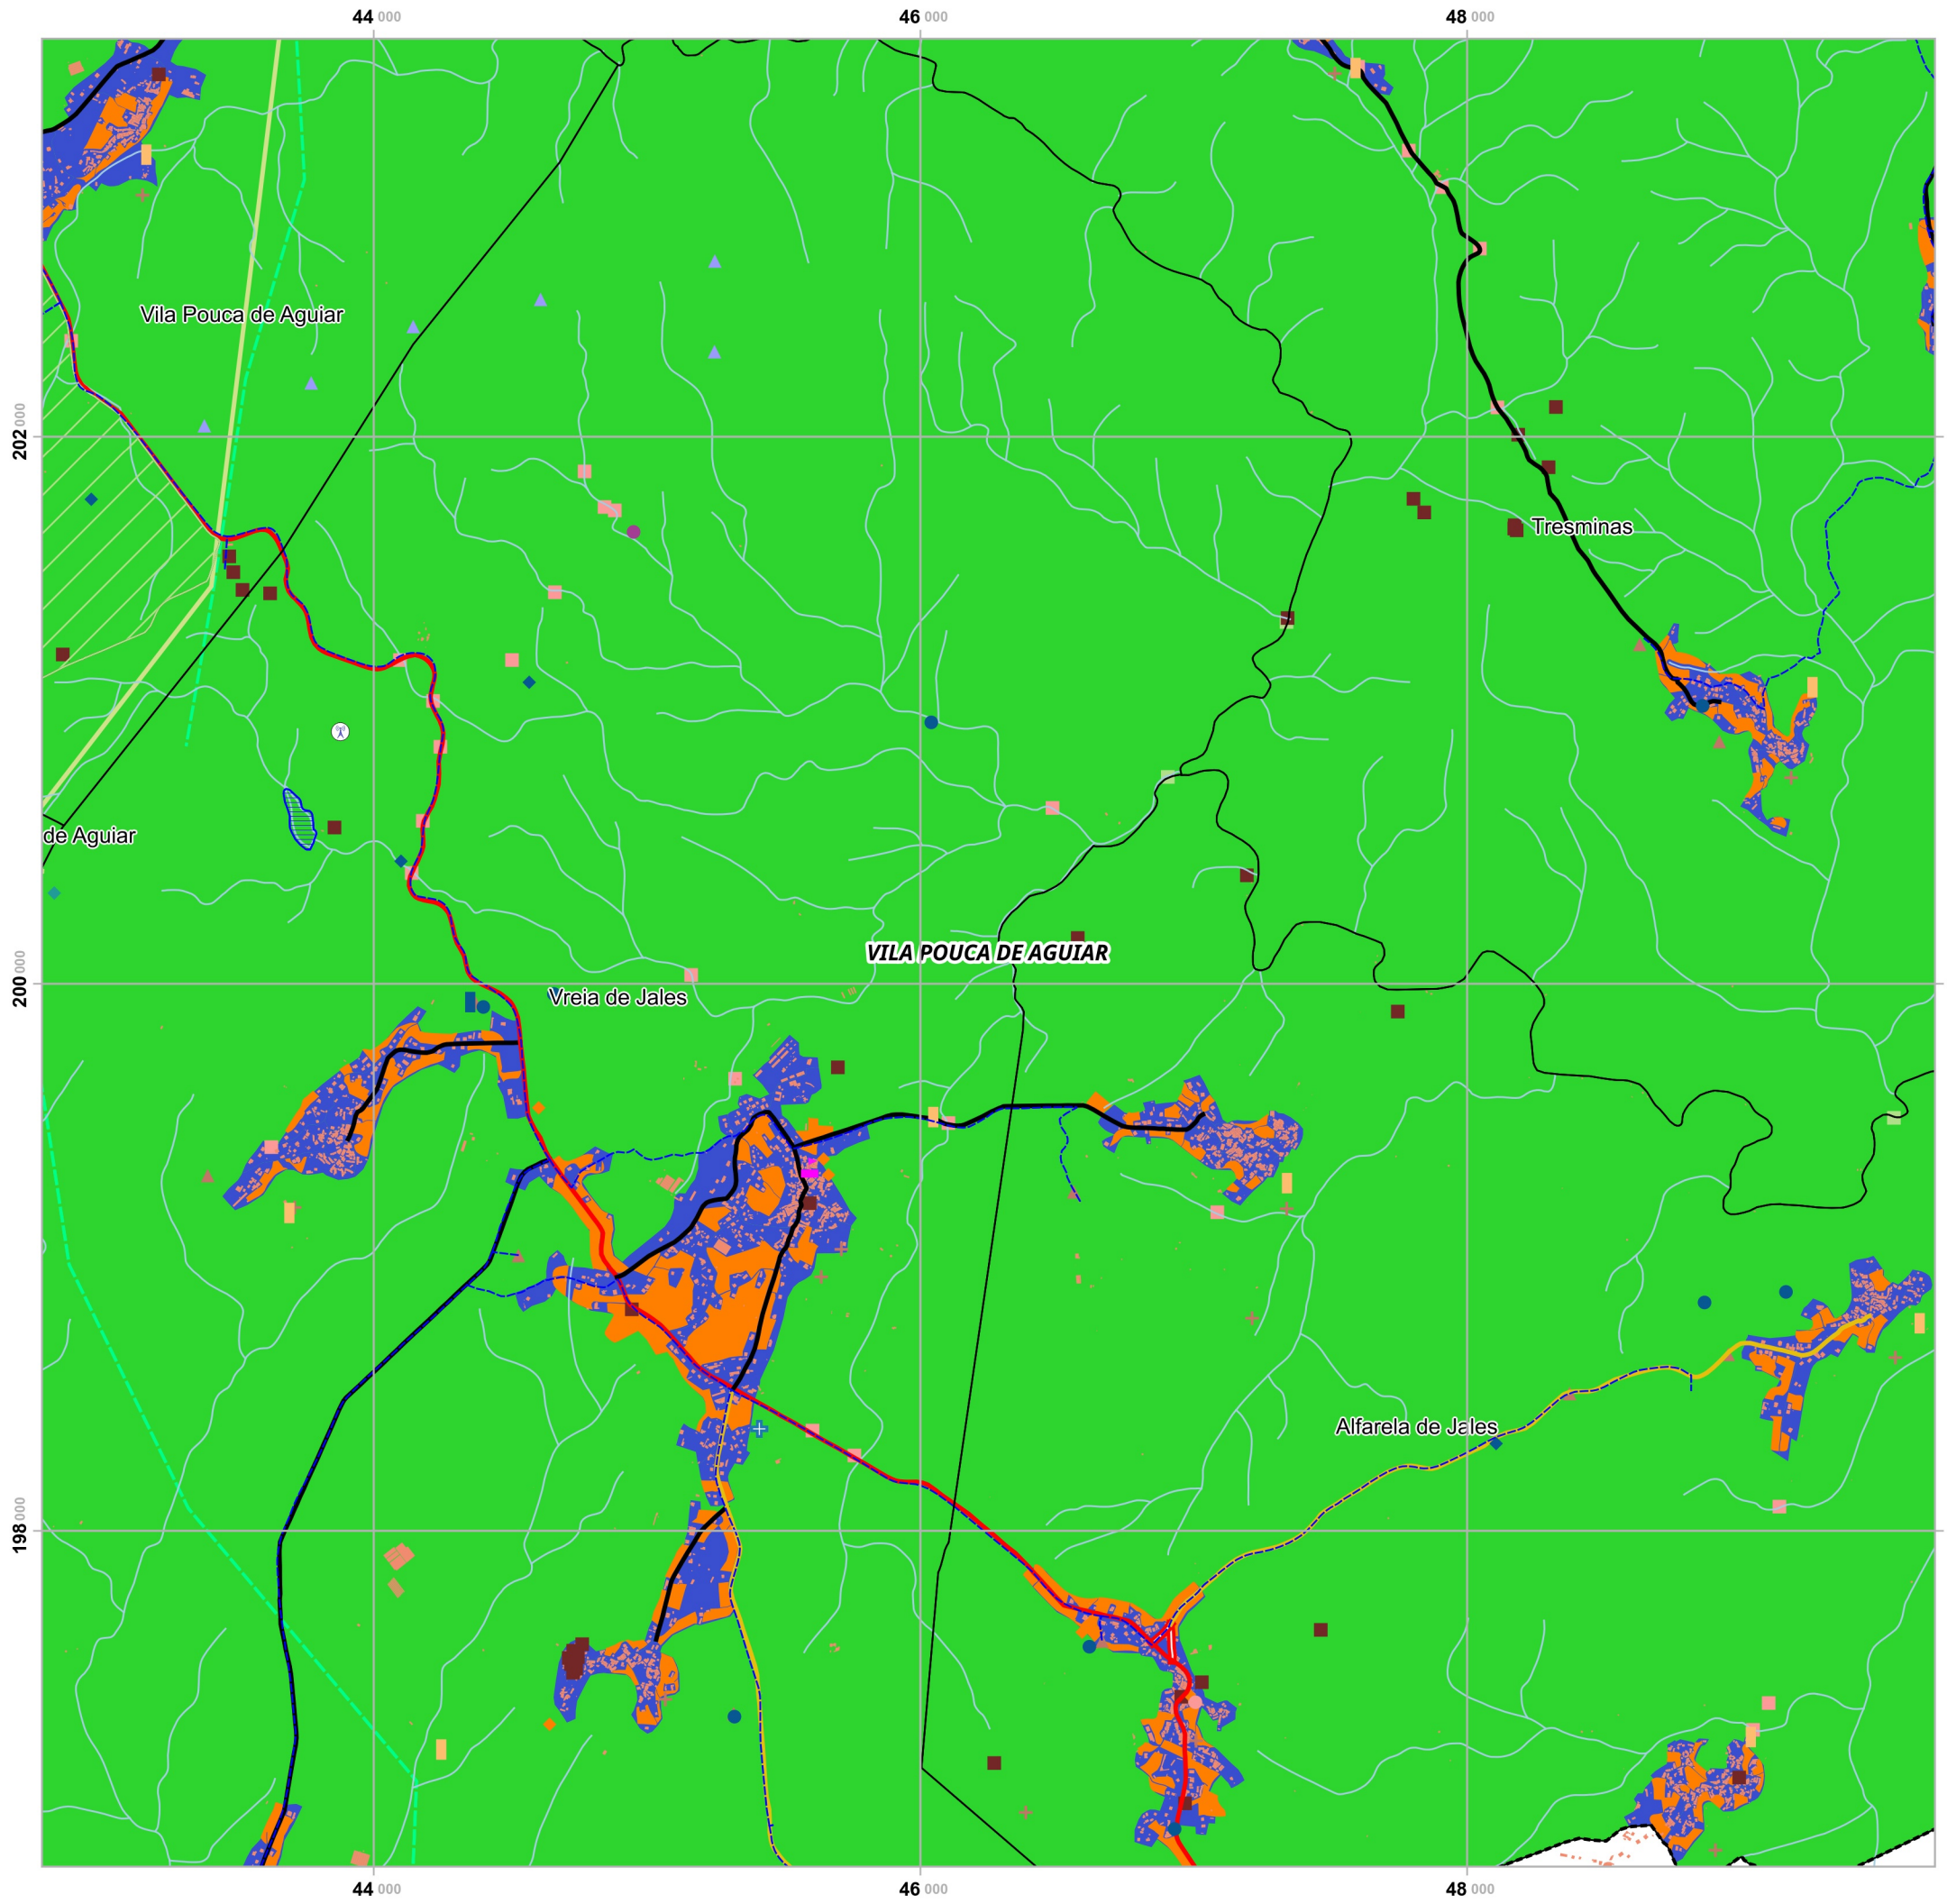 44 000
46 000
48 000
Vila Pouca de Aguiar
202 000
Tresminas
de Aguiar
VILA POUCA DE AGUIAR
200 000
Vreia de Jales
Alfarela de Jales
198 000
44 000
46 000
48 000